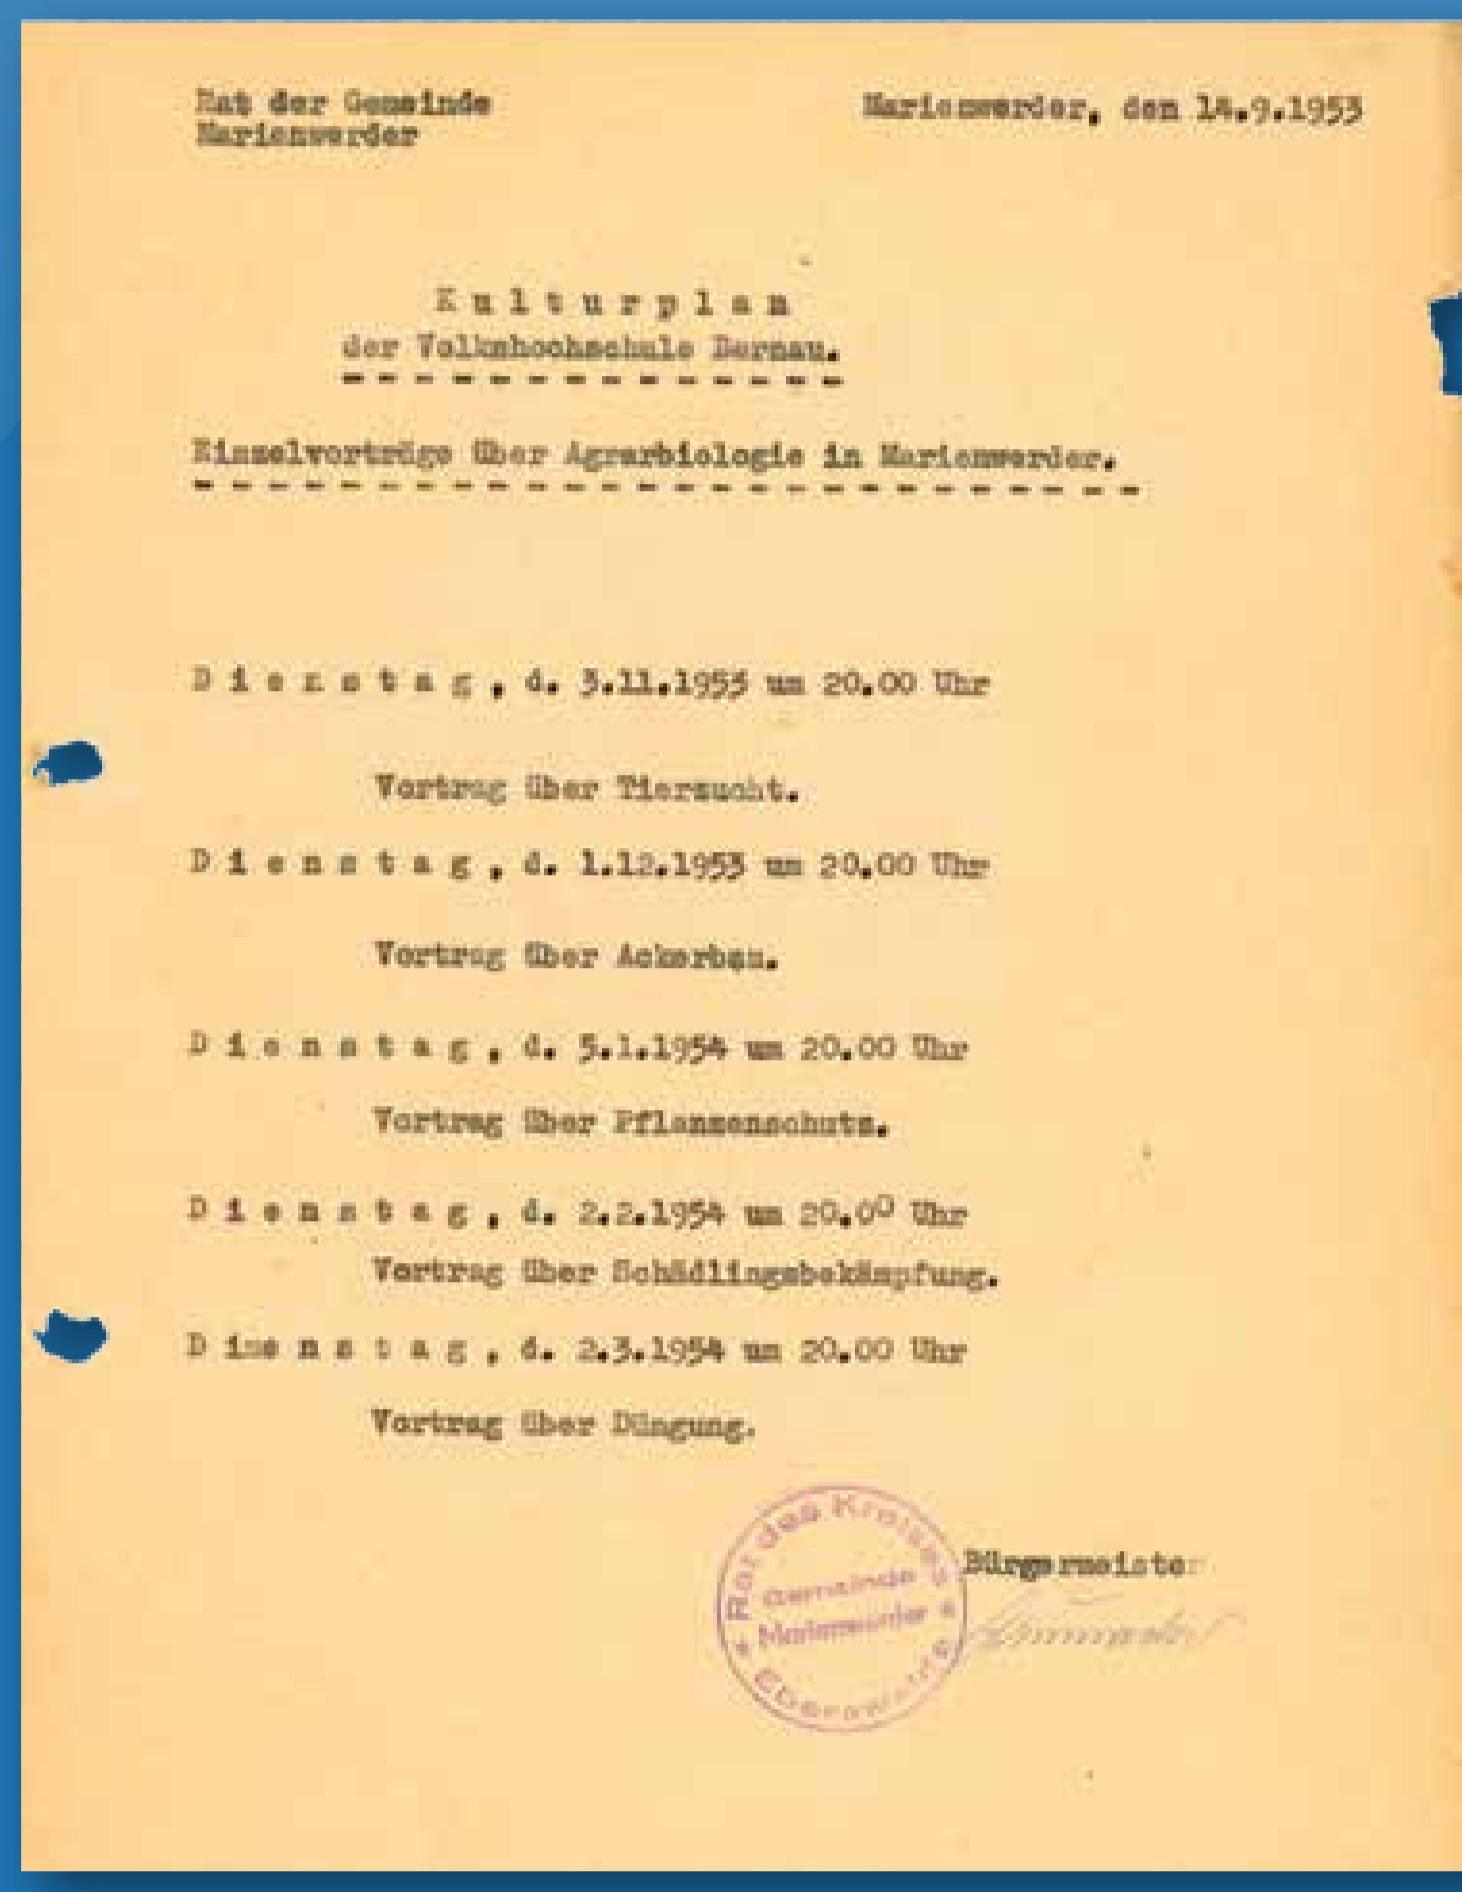 Rat der Gemeinde
Marienwerder
Marienwerder, den 14.9.1953
K u l t u r p l a n
der Volkshochschule Bernau.
Einzelvorträge über Agrarbiologie in Marienwerder.
D i e n s t a g , d. 3.11.1953 um 20.00 Uhr
Vortrag über Tierzucht.
D i e n s t a g , d. 1.12.1953 um 20.00 Uhr
Vortrag über Ackerbau.
D i e n s t a g , d. 5.1.1954 um 20.00 Uhr
Vortrag über Pflanzenschutz.
D i e n s t a g , d. 2.2.1954 um 20.00 Uhr
Vortrag über Schädlingsbekämpfung.
D i e n s t a g , d. 2.3.1954 um 20.00 Uhr
Vortrag über Düngung.
Rat des Kreises
Gemeinde
Marienwerder
Eberswalde
Bürgermeister